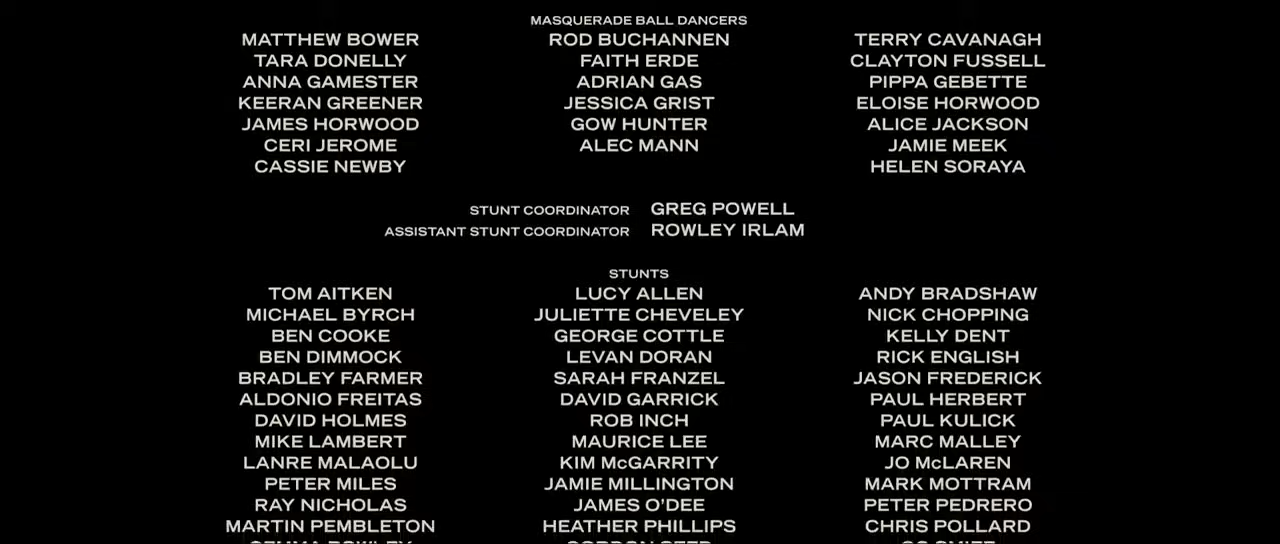 MASQUERADE BALL DANCERS
MATTHEW BOWER ROD BUCHANNEN TERRY CAVANAGH
TARA DONELLY FAITH ERDE CLAYTON FUSSELL
ANNA GAMESTER ADRIAN GAS PIPPA GEBETTE
KEERAN GREENER JESSICA GRIST ELOISE HORWOOD
JAMES HORWOOD GOW HUNTER ALICE JACKSON
CERI JEROME ALEC MANN JAMIE MEEK
CASSIE NEWBY HELEN SORAYA
STUNT COORDINATOR GREG POWELL
ASSISTANT STUNT COORDINATOR ROWLEY IRLAM
STUNTS
TOM AITKEN LUCY ALLEN ANDY BRADSHAW
MICHAEL BYRCH JULIETTE CHEVELEY NICK CHOPPING
BEN COOKE GEORGE COTTLE KELLY DENT
BEN DIMMOCK LEVAN DORAN RICK ENGLISH
BRADLEY FARMER SARAH FRANZEL JASON FREDERICK
ALDONIO FREITAS DAVID GARRICK PAUL HERBERT
DAVID HOLMES ROB INCH PAUL KULICK
MIKE LAMBERT MAURICE LEE MARC MALLEY
LANRE MALAOLU KIM McGARRITY JO McLAREN
PETER MILES JAMIE MILLINGTON MARK MOTTRAM
RAY NICHOLAS JAMES O'DEE PETER PEDRERO
MARTIN PEMBLETON HEATHER PHILLIPS CHRIS POLLARD